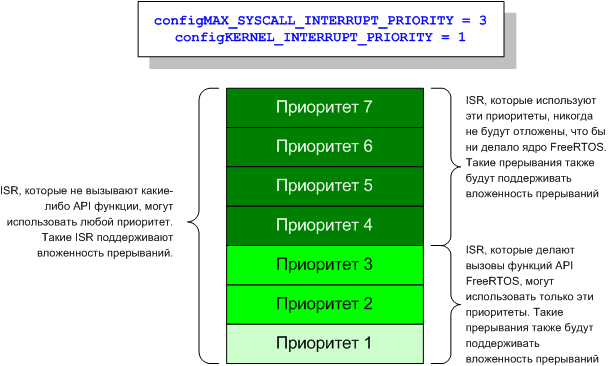 configMAX_SYSCALL_INTERRUPT_PRIORITY = 3
configKERNEL_INTERRUPT_PRIORITY = 1
ISR, которые не вызывают какие-
либо API функции, могут
использовать любой приоритет.
Такие ISR поддерживают
вложенность прерываний.
Приоритет 7
Приоритет 6
Приоритет 5
Приоритет 4
Приоритет 3
Приоритет 2
Приоритет 1
ISR, которые используют
эти приоритеты, никогда
не будут отложены, что бы
ни делало ядро FreeRTOS.
Такие прерывания также
будут поддерживать
вложенность прерываний
ISR, которые делают
вызовы функций API
FreeRTOS, могут
использовать только эти
приоритеты. Такие
прерывания также будут
поддерживать
вложенность прерываний